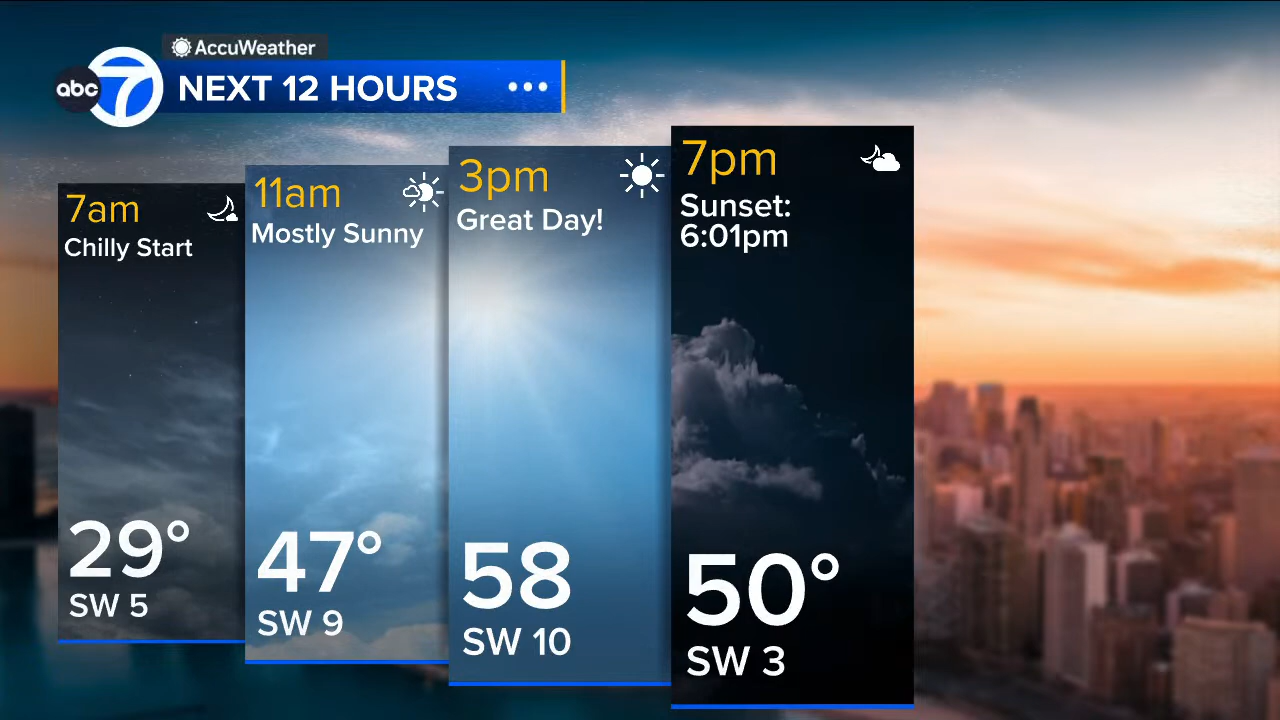 AccuWeather
abc 7
NEXT 12 HOURS
7am
Chilly Start
29°
SW 5
11am
Mostly Sunny
47°
SW 9
3pm
Great Day!
58
SW 10
7pm
Sunset:
6:01pm
50°
SW 3